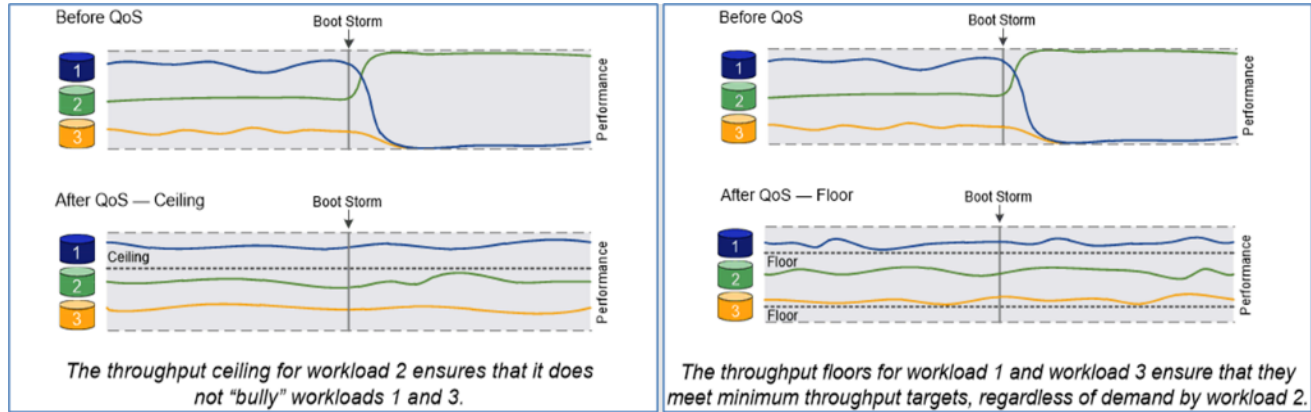 Before QoS
Boot Storm
1
2
3
Performance
After QoS — Ceiling
Boot Storm
1
Ceiling
2
3
Performance
The throughput ceiling for workload 2 ensures that it does
not “bully” workloads 1 and 3.
Before QoS
Boot Storm
1
2
3
Performance
After QoS — Floor
Boot Storm
1
Floor
2
3
Floor
Performance
The throughput floors for workload 1 and workload 3 ensure that they
meet minimum throughput targets, regardless of demand by workload 2.